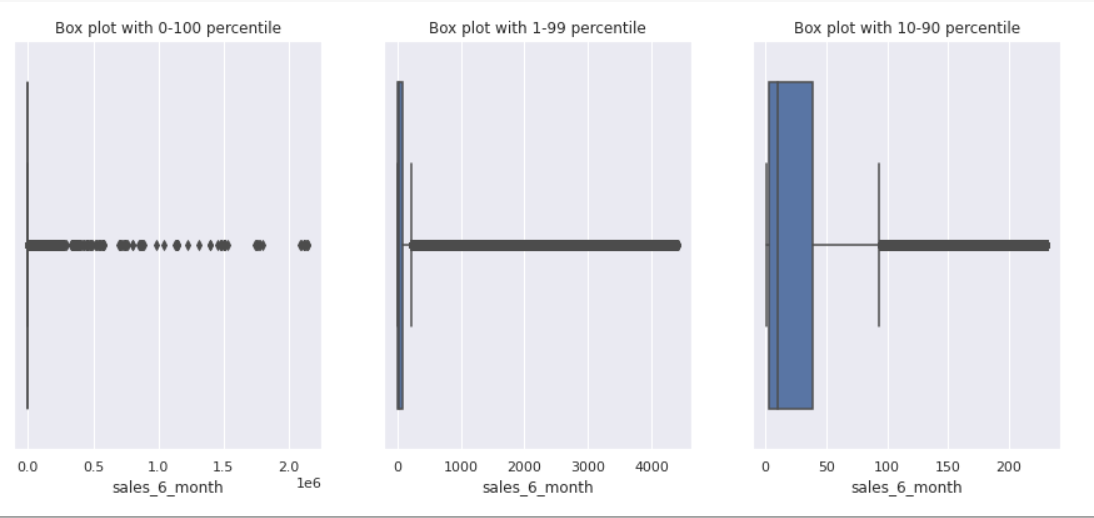 Box plot with 0-100 percentile
Box plot with 1-99 percentile
Box plot with 10-90 percentile
0.0 0.5 1.0 1.5 2.0
1e6
sales_6_month
0 1000 2000 3000 4000
sales_6_month
0 50 100 150 200
sales_6_month